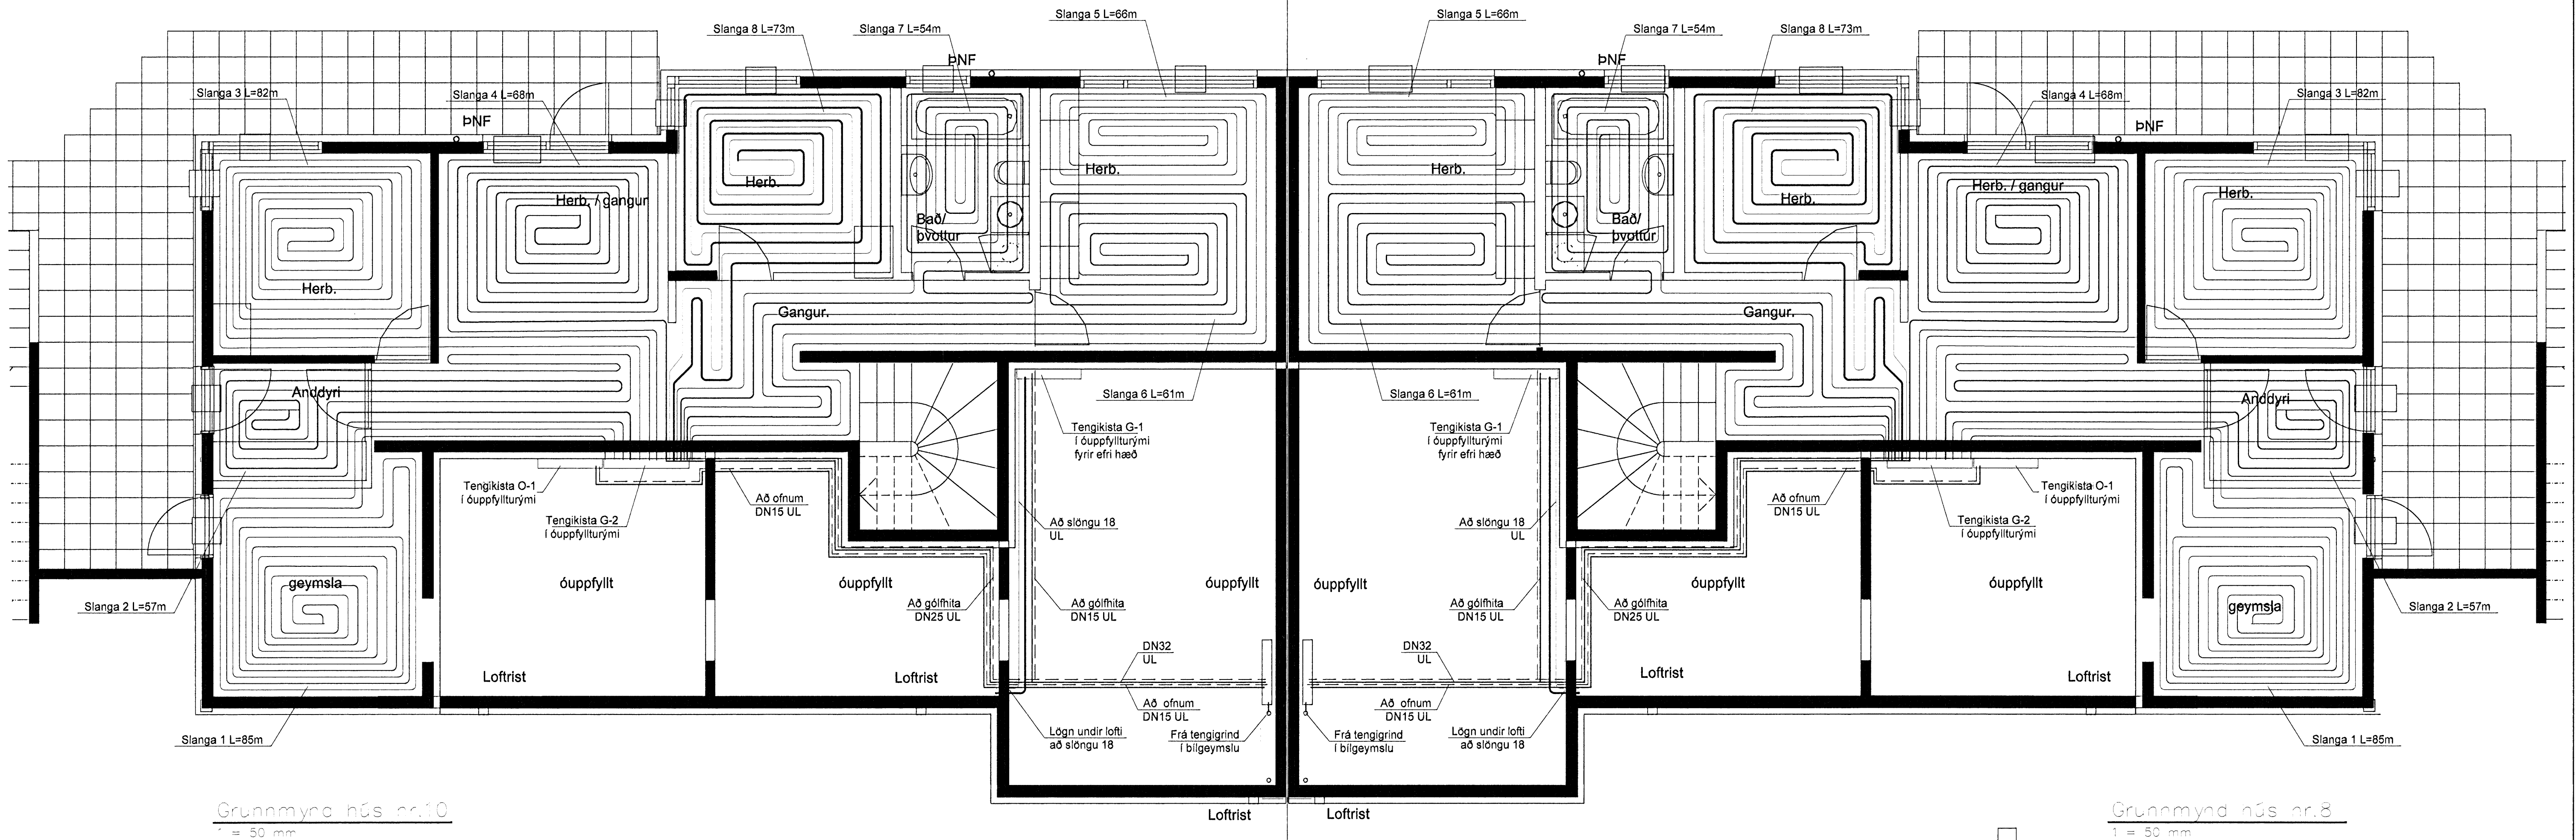 Slanga 5 L=66m
Slanga 5 L=66m
Slanga 8 L=73m
Slanga 7 L=54m
Slanga 7 L=54m
Slanga 8 L=73m
ÞNF
ÞNF
Slanga 3 L=82m
Slanga 4 L=68m
Slanga 4 L=68m
Slanga 3 L=82m
ÞNF
ÞNF
Herb.
Herb. / gangur
Herb.
Bað/
þvottur
Herb.
Herb.
Bað/
þvottur
Herb.
Herb. / gangur
Herb.
Gangur.
Gangur.
Anddyri
Slanga 6 L=61m
Slanga 6 L=61m
Anddyri
Tengikista G-1
í óuppfyllturými
fyrir efri hæð
Tengikista G-1
í óuppfyllturými
fyrir efri hæð
Tengikista O-1
í óuppfyllturými
Tengikista G-2
í óuppfyllturými
Að ofnum
DN15 UL
Að slöngu 18
UL
Að slöngu 18
UL
Að ofnum
DN15 UL
Tengikista G-2
í óuppfyllturými
Tengikista O-1
í óuppfyllturými
geymsla
óuppfyllt
óuppfyllt
óuppfyllt
óuppfyllt
óuppfyllt
óuppfyllt
geymsla
Slanga 2 L=57m
Að gólfhita
DN25 UL
Að gólfhita
DN15 UL
Að gólfhita
DN15 UL
Að gólfhita
DN25 UL
Slanga 2 L=57m
DN32
UL
DN32
UL
Loftrist
Loftrist
Loftrist
Loftrist
Að ofnum
DN15 UL
Að ofnum
DN15 UL
Slanga 1 L=85m
Lögn undir lofti
að slöngu 18
Frá tengigrind
í bílgeymslu
Frá tengigrind
í bílgeymslu
Lögn undir lofti
að slöngu 18
Slanga 1 L=85m
Loftrist
Loftrist
Grunnmynd hús nr.10
1 = 50 mm
Grunnmynd hús nr.8
1 = 50 mm